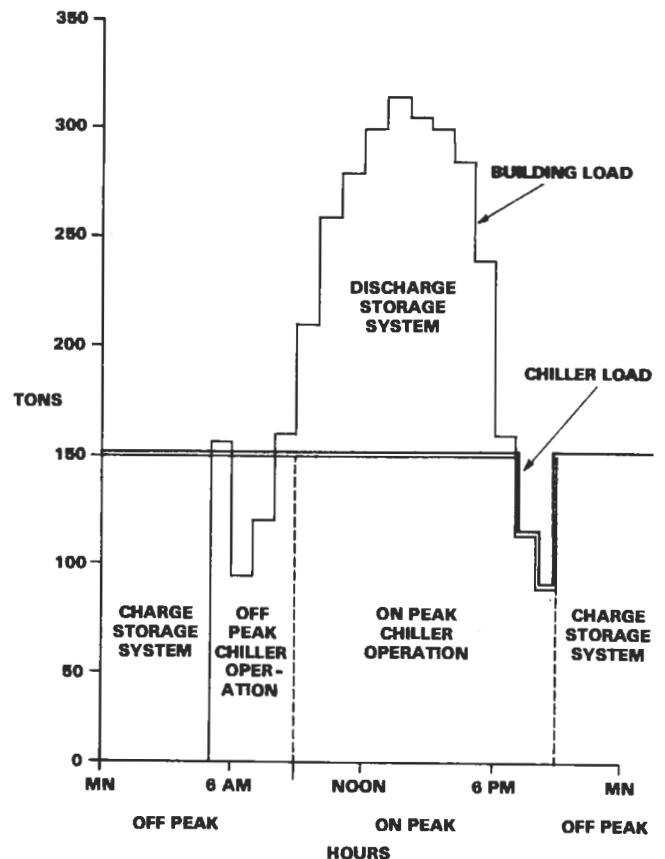 350
300
BUILDING LOAD
250
DISCHARGE
STORAGE
SYSTEM
200
CHILLER LOAD
TONS
150
100
CHARGE
STORAGE
SYSTEM
OFF
PEAK
CHILLER
OPER-
ATION
ON PEAK
CHILLER
OPERATION
CHARGE
STORAGE
SYSTEM
50
0
MN
6 AM
NOON
6 PM
MN
OFF PEAK
ON PEAK
OFF PEAK
HOURS